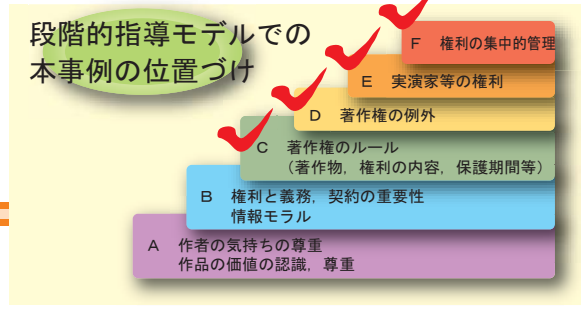 段階的指導モデルでの
本事例の位置づけ
F 権利の集中的管理
E 実演家等の権利
D 著作権の例外
C 著作権のルール
（著作物，権利の内容，保護期間等）
B 権利と義務，契約の重要性
情報モラル
A 作者の気持ちの尊重
作品の価値の認識，尊重